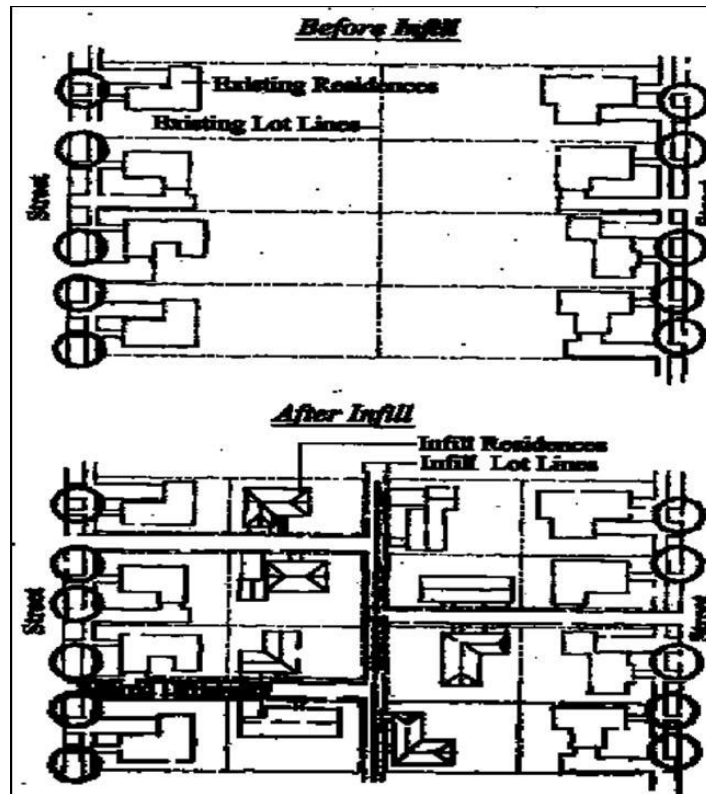 Before Infill
Existing Residences
Existing Lot Lines
Street
Street
After Infill
Infill Residences
Infill Lot Lines
Street
Street